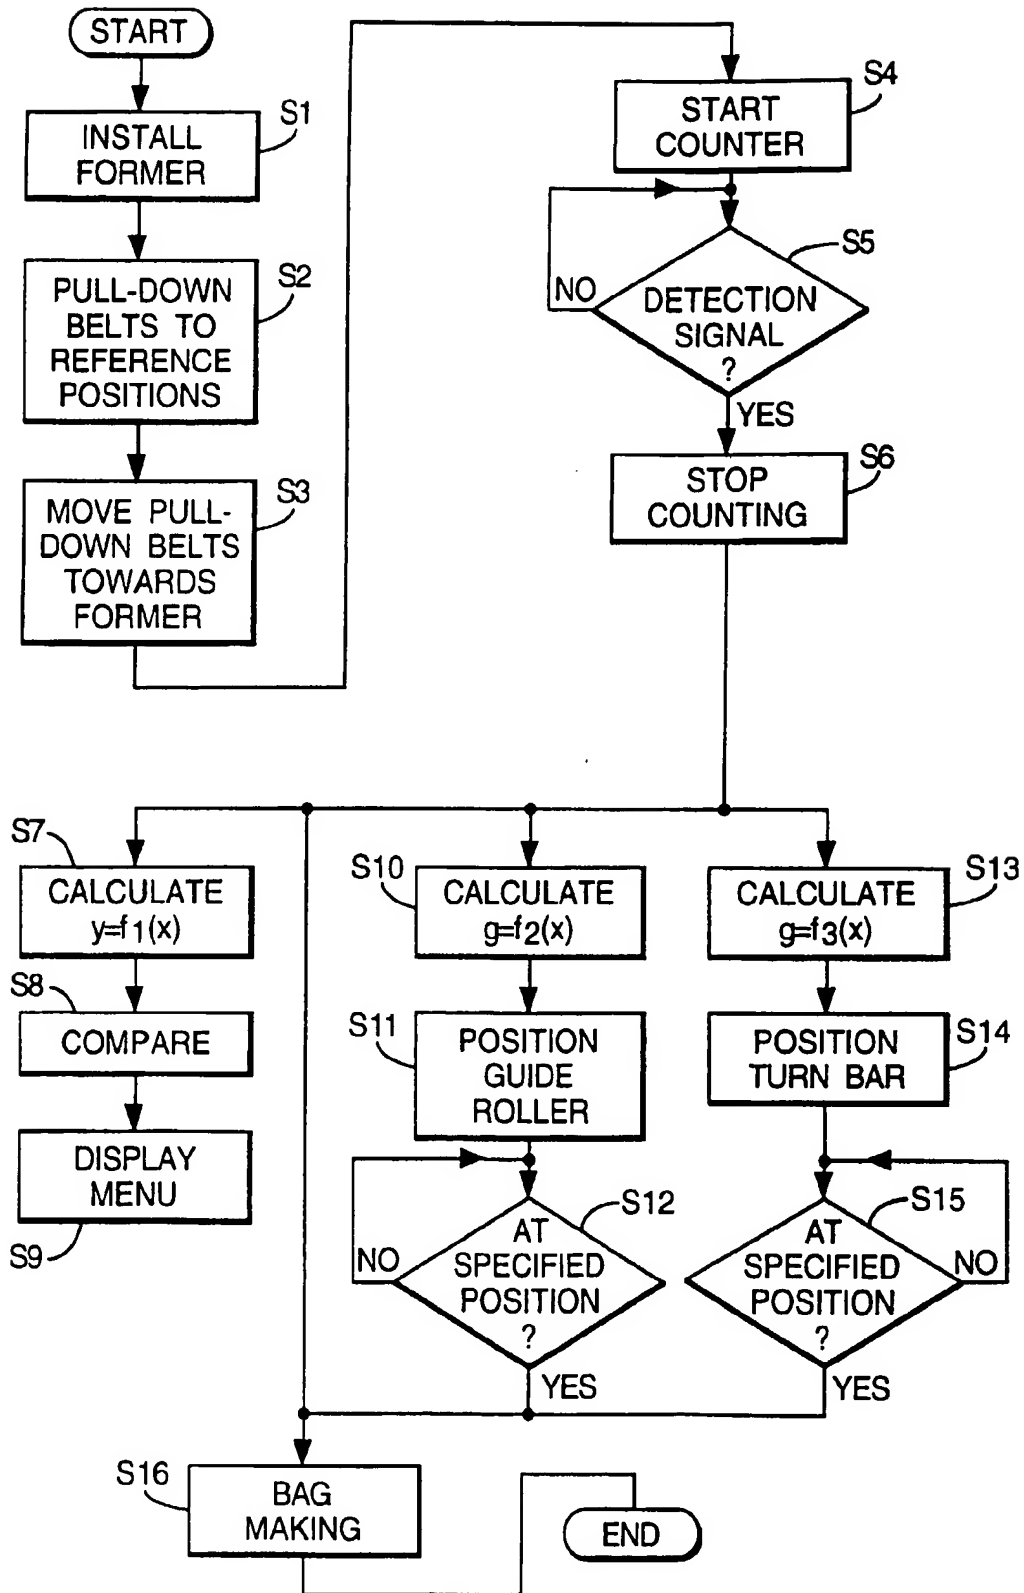 START
S1
INSTALL
FORMER
S2
PULL-DOWN
BELTS TO
REFERENCE
POSITIONS
S3
MOVE PULL-
DOWN BELTS
TOWARDS
FORMER
S4
START
COUNTER
S5
DETECTION
SIGNAL
?
NO
YES
S6
STOP
COUNTING
S7
CALCULATE
y=f1(x)
S8
COMPARE
DISPLAY
MENU
S9
S10
CALCULATE
g=f2(x)
S11
POSITION
GUIDE
ROLLER
S12
AT
SPECIFIED
POSITION
?
NO
YES
S13
CALCULATE
g=f3(x)
S14
POSITION
TURN BAR
S15
AT
SPECIFIED
POSITION
?
NO
YES
S16
BAG
MAKING
END